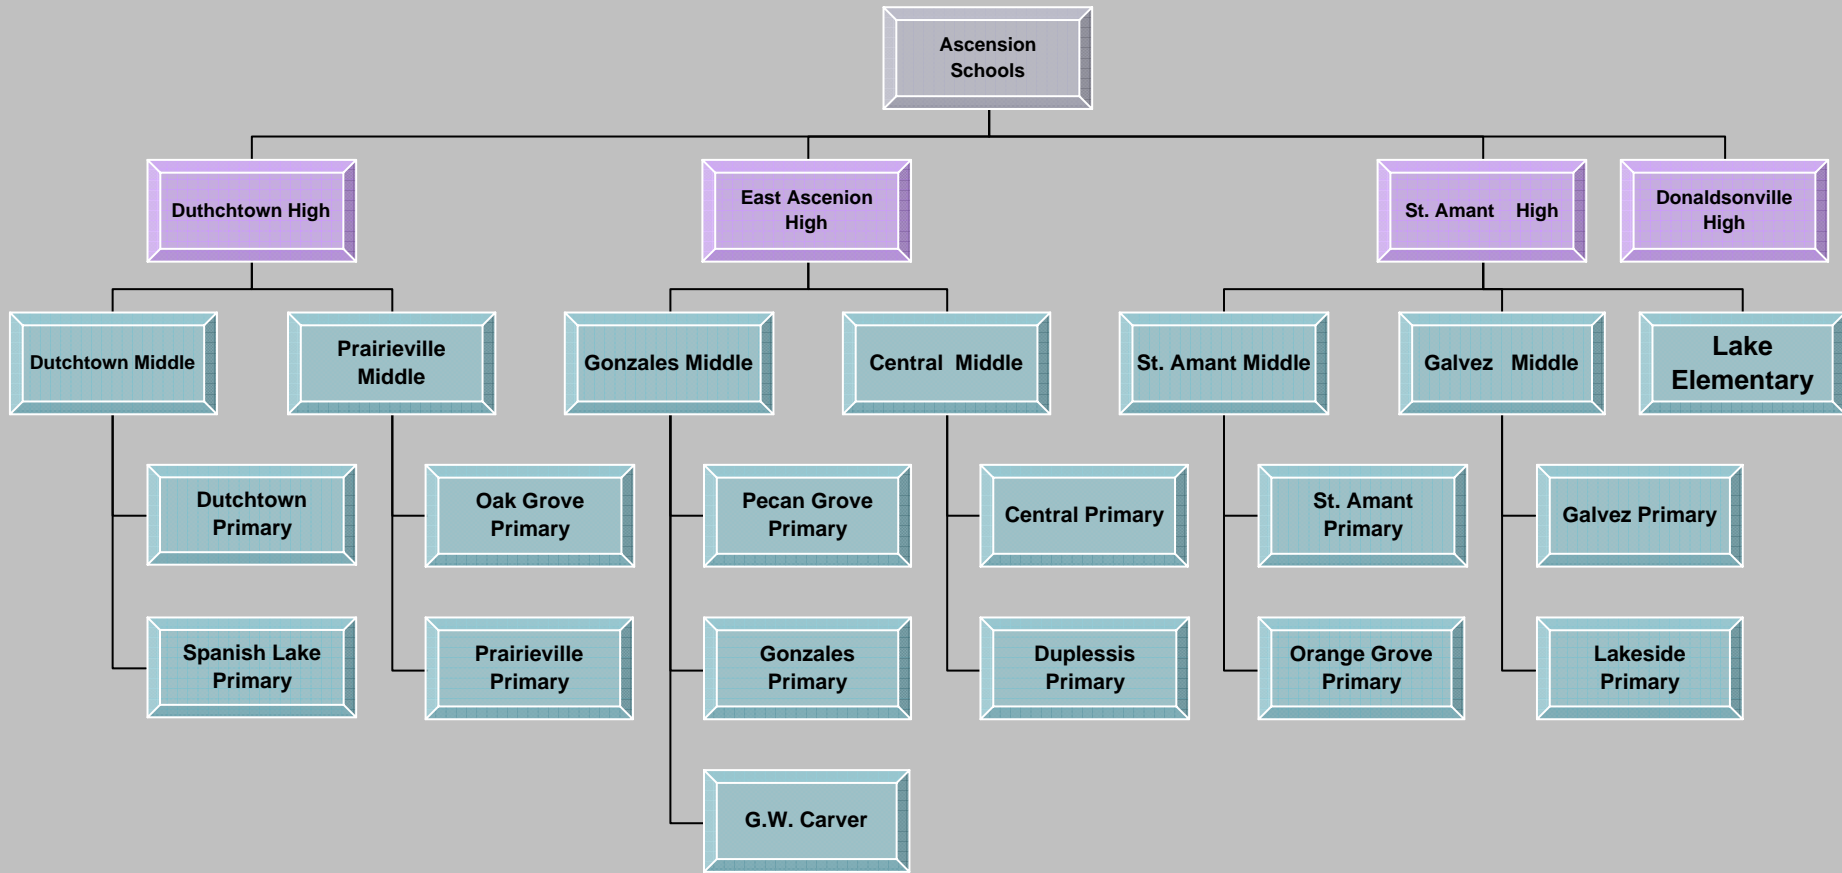 Ascension
Schools
Duthchtown High
East Ascenion
High
St. Amant High
Donaldsonville
High
Dutchtown Middle
Prairieville
Middle
Gonzales Middle
Central Middle
St. Amant Middle
Galvez Middle
Lake
Elementary
Dutchtown
Primary
Oak Grove
Primary
Pecan Grove
Primary
Central Primary
St. Amant
Primary
Galvez Primary
Spanish Lake
Primary
Prairieville
Primary
Gonzales
Primary
Duplessis
Primary
Orange Grove
Primary
Lakeside
Primary
G.W. Carver